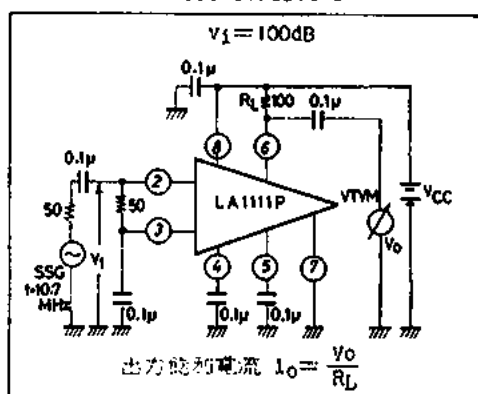 Vi=100dB
0.1μ
RL 100
0.1μ
8
6
0.1μ
2
50
LA1111P
VTVM
VCC
50
3
Vo
SSG
f=10.7
MHz
Vi
4
5
7
0.1μ
0.1μ
0.1μ
出力飽和電流 Io= Vo
RL